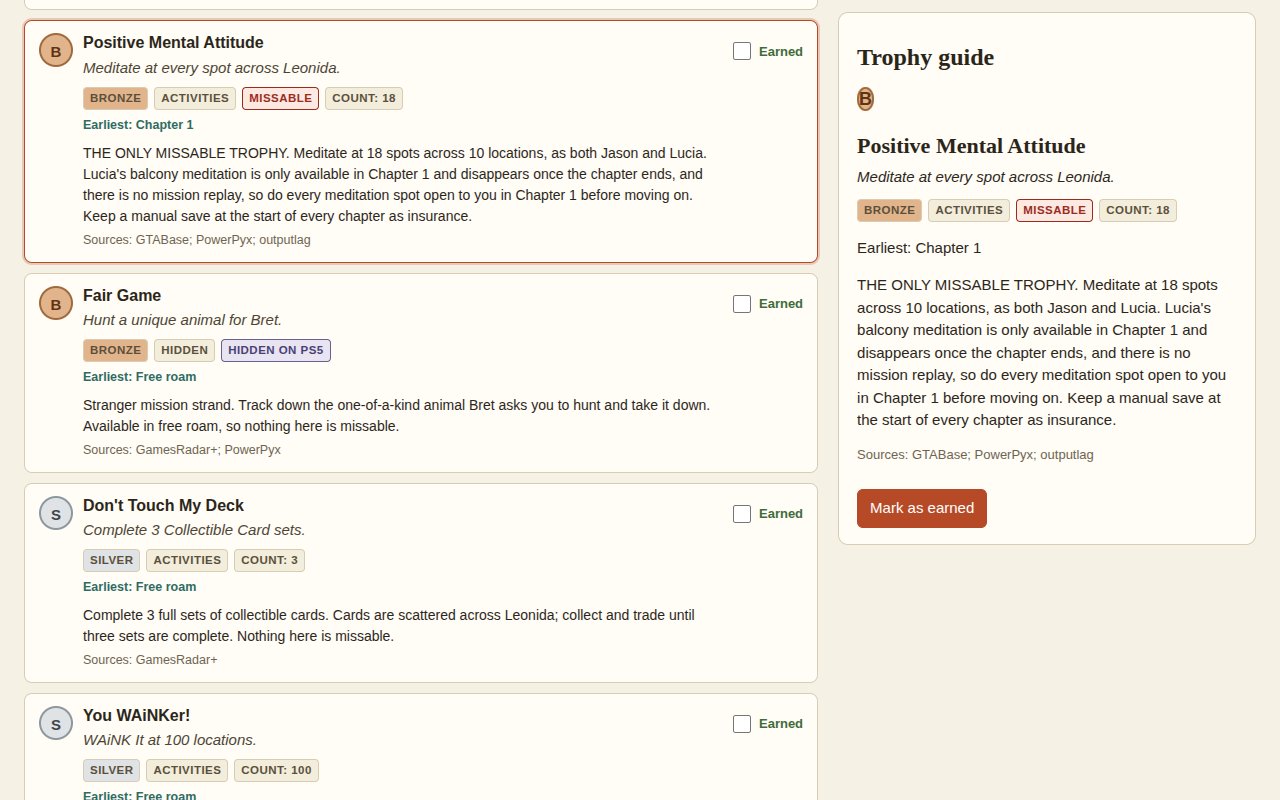 B
Positive Mental Attitude
Earned
Meditate at every spot across Leonida.
BRONZE ACTIVITIES MISSABLE COUNT: 18
Earliest: Chapter 1
THE ONLY MISSABLE TROPHY. Meditate at 18 spots across 10 locations, as both Jason and Lucia.
Lucia's balcony meditation is only available in Chapter 1 and disappears once the chapter ends, and
there is no mission replay, so do every meditation spot open to you in Chapter 1 before moving on.
Keep a manual save at the start of every chapter as insurance.
Sources: GTABase; PowerPyx; outputlag
B
Fair Game
Earned
Hunt a unique animal for Bret.
BRONZE HIDDEN HIDDEN ON PS5
Earliest: Free roam
Stranger mission strand. Track down the one-of-a-kind animal Bret asks you to hunt and take it down.
Available in free roam, so nothing here is missable.
Sources: GamesRadar+; PowerPyx
S
Don't Touch My Deck
Earned
Complete 3 Collectible Card sets.
SILVER ACTIVITIES COUNT: 3
Earliest: Free roam
Complete 3 full sets of collectible cards. Cards are scattered across Leonida; collect and trade until
three sets are complete. Nothing here is missable.
Sources: GamesRadar+
S
You WAiNKer!
Earned
WAiNK It at 100 locations.
SILVER ACTIVITIES COUNT: 100
Earliest: Free roam
Trophy guide
B
Positive Mental Attitude
Meditate at every spot across Leonida.
BRONZE ACTIVITIES MISSABLE COUNT: 18
Earliest: Chapter 1
THE ONLY MISSABLE TROPHY. Meditate at 18 spots
across 10 locations, as both Jason and Lucia. Lucia's
balcony meditation is only available in Chapter 1 and
disappears once the chapter ends, and there is no
mission replay, so do every meditation spot open to you
in Chapter 1 before moving on. Keep a manual save at
the start of every chapter as insurance.
Sources: GTABase; PowerPyx; outputlag
Mark as earned